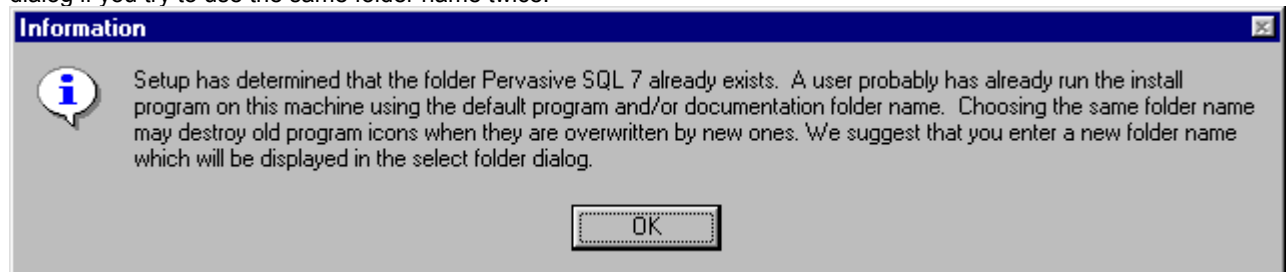 dialog if you try to use the same folder name twice.
Information
Setup has determined that the folder Pervasive SQL 7 already exists.  A user probably has already run the install
program on this machine using the default program and/or documentation folder name.  Choosing the same folder name
may destroy old program icons when they are overwritten by new ones. We suggest that you enter a new folder name
which will be displayed in the select folder dialog.
OK